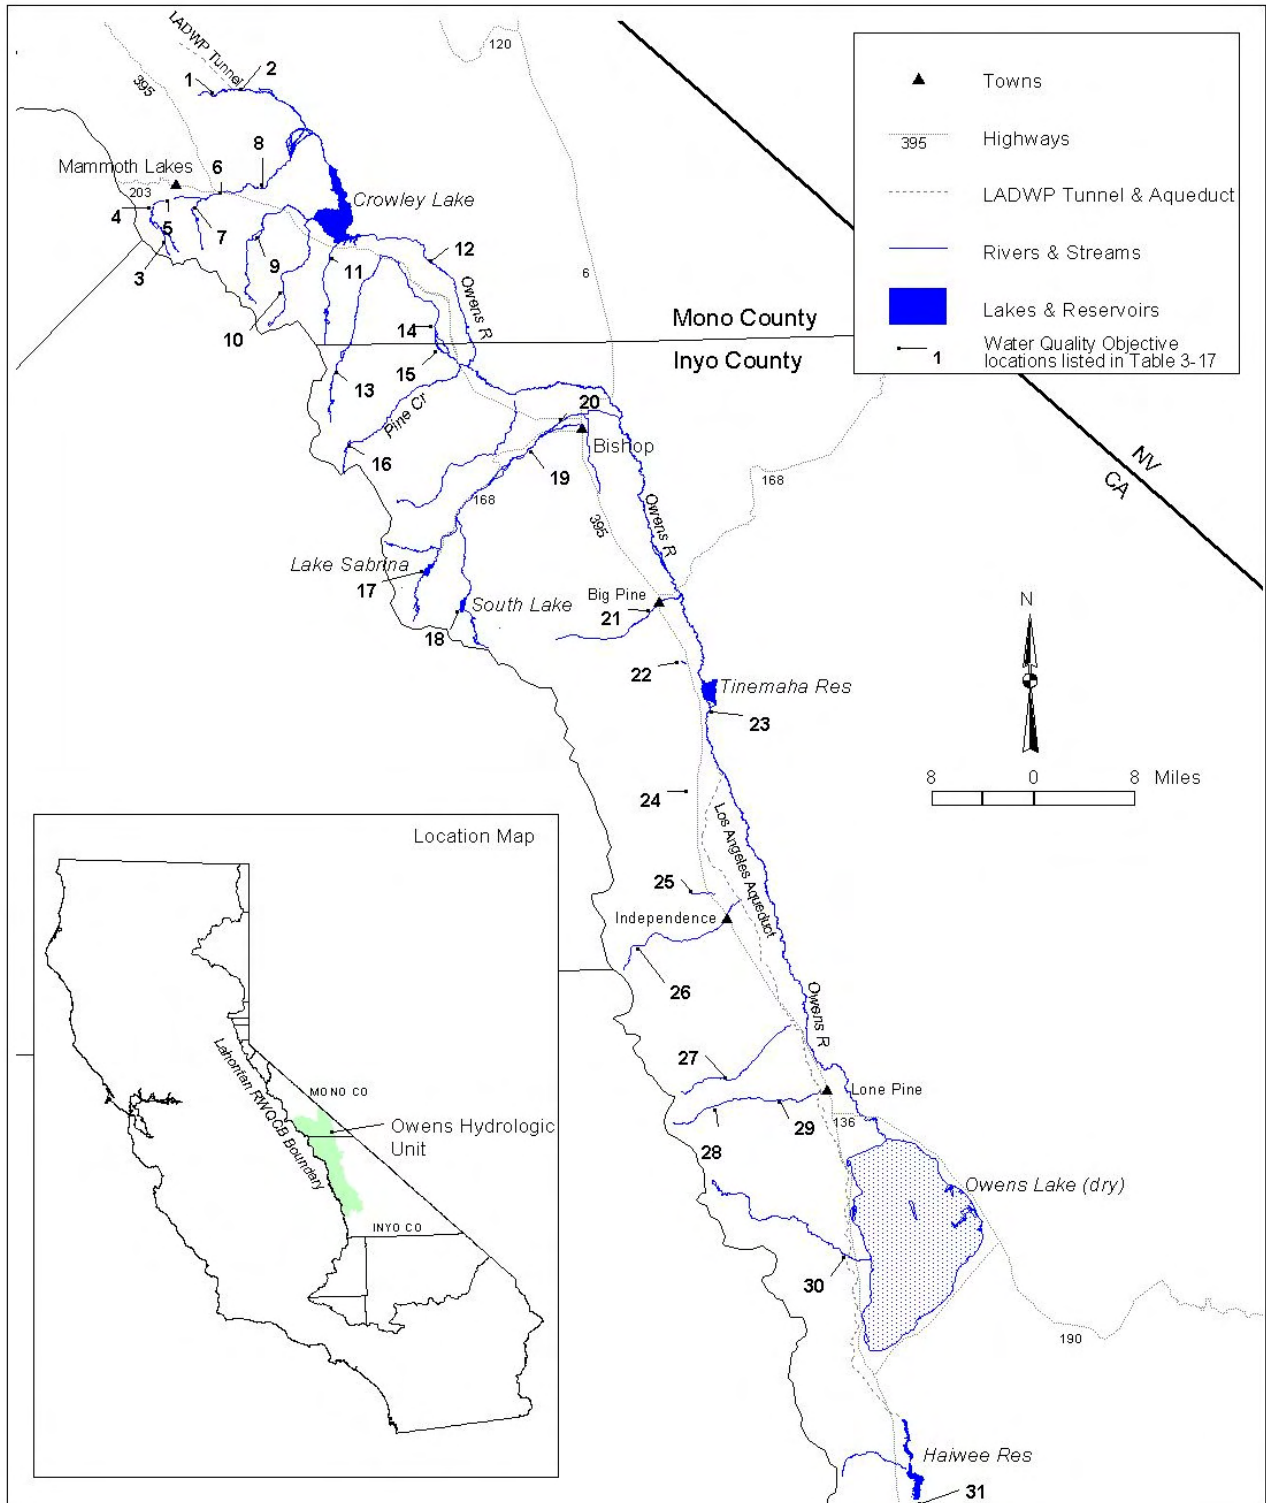 LADWP Tunnel
120
395
1
2
Towns
Highways
395
LADWP Tunnel & Aqueduct
Rivers & Streams
Lakes & Reservoirs
Water Quality Objective
locations listed in Table 3-17
1
8
6
Mammoth Lakes
203
4
5
7
3
Crowley Lake
9
11
12
10
Owens R
6
14
15
13
Mono County
Inyo County
Pine Cr
16
20
Bishop
19
168
395
168
NV
CA
Owens R
Lake Sabrina
17
South Lake
18
Big Pine
21
22
Tinemaha Res
23
N
8 0 8 Miles
24
Los Angeles Aqueduct
25
Independence
26
Owens R
27
Lone Pine
29
136
28
Owens Lake (dry)
30
190
Haiwee Res
31
Location Map
Lahontan RWQCB Boundary
MONO CO
Owens Hydrologic
Unit
INYO CO